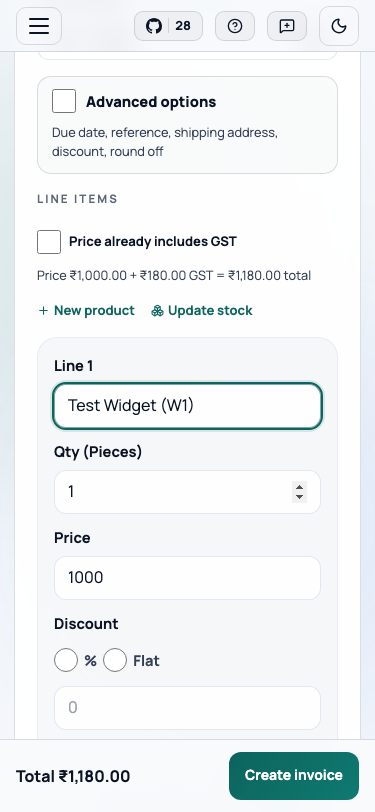 28
Advanced options
Due date, reference, shipping address,
discount, round off
LINE ITEMS
Price already includes GST
Price ₹1,000.00 + ₹180.00 GST = ₹1,180.00 total
+ New product Update stock
Line 1
Test Widget (W1)
Qty (Pieces)
1
Price
1000
Discount
% Flat
0
Total ₹1,180.00 Create invoice